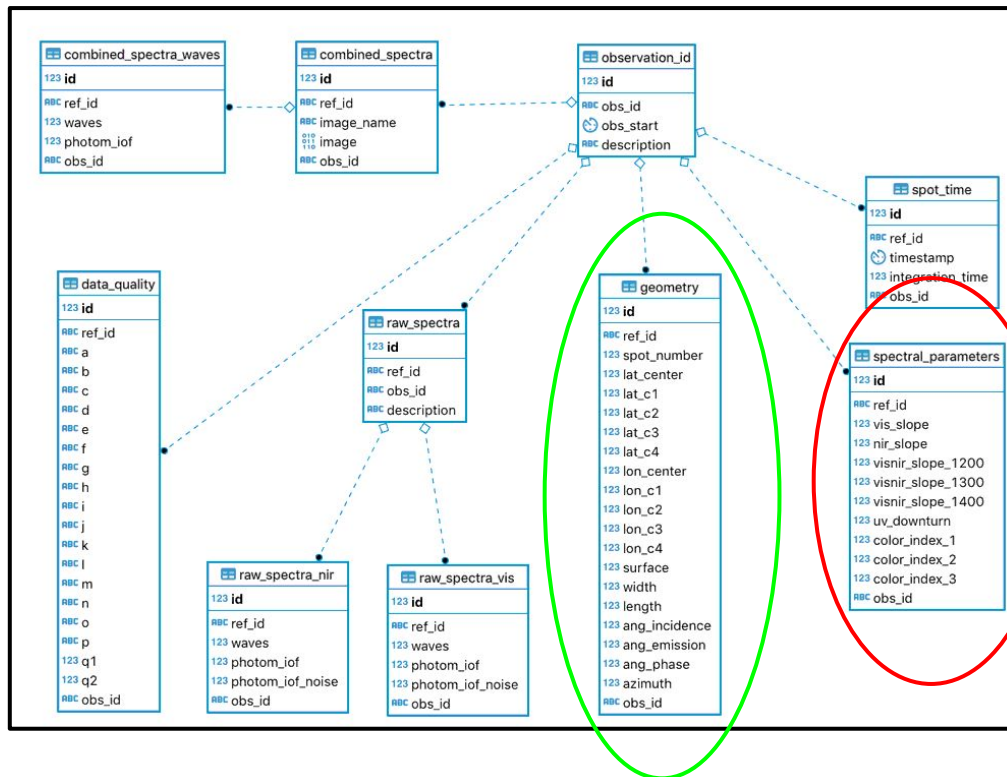 combined_spectra_waves
123 id
ABC ref_id
123 waves
123 photom_iof
ABC obs_id
combined_spectra
123 id
ABC ref_id
ABC image_name
010 011 110 image
ABC obs_id
observation_id
123 id
ABC obs_id
obs_start
ABC description
spot_time
123 id
ABC ref_id
timestamp
123 integration_time
ABC obs_id
data_quality
123 id
ABC ref_id
ABC a
ABC b
ABC c
ABC d
ABC e
ABC f
ABC g
ABC h
ABC i
ABC j
ABC k
ABC l
ABC m
ABC n
ABC o
ABC p
123 q1
123 q2
ABC obs_id
raw_spectra
123 id
ABC ref_id
ABC obs_id
ABC description
geometry
123 id
ABC ref_id
123 spot_number
123 lat_center
123 lat_c1
123 lat_c2
123 lat_c3
123 lat_c4
123 lon_center
123 lon_c1
123 lon_c2
123 lon_c3
123 lon_c4
123 surface
123 width
123 length
123 ang_incidence
123 ang_emission
123 ang_phase
123 azimuth
ABC obs_id
spectral_parameters
123 id
ABC ref_id
123 vis_slope
123 nir_slope
123 visnir_slope_1200
123 visnir_slope_1300
123 visnir_slope_1400
123 uv_downturn
123 color_index_1
123 color_index_2
123 color_index_3
ABC obs_id
raw_spectra_nir
123 id
ABC ref_id
123 waves
123 photom_iof
123 photom_iof_noise
ABC obs_id
raw_spectra_vis
123 id
ABC ref_id
123 waves
123 photom_iof
123 photom_iof_noise
ABC obs_id